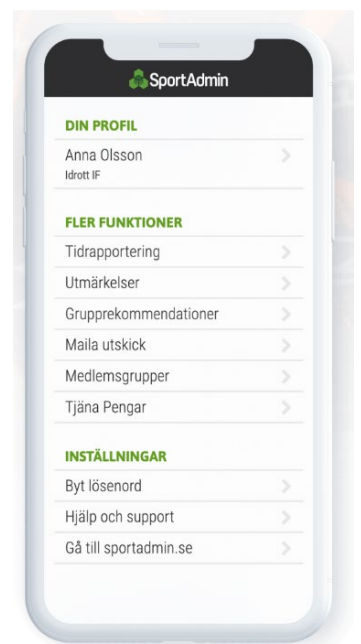 SportAdmin
DIN PROFIL
Anna Olsson
Idrott IF
FLER FUNKTIONER
Tidrapportering
Utmärkelser
Grupprekommendationer
Maila utskick
Medlemsgrupper
Tjäna Pengar
INSTÄLLNINGAR
Byt lösenord
Hjälp och support
Gå till sportadmin.se